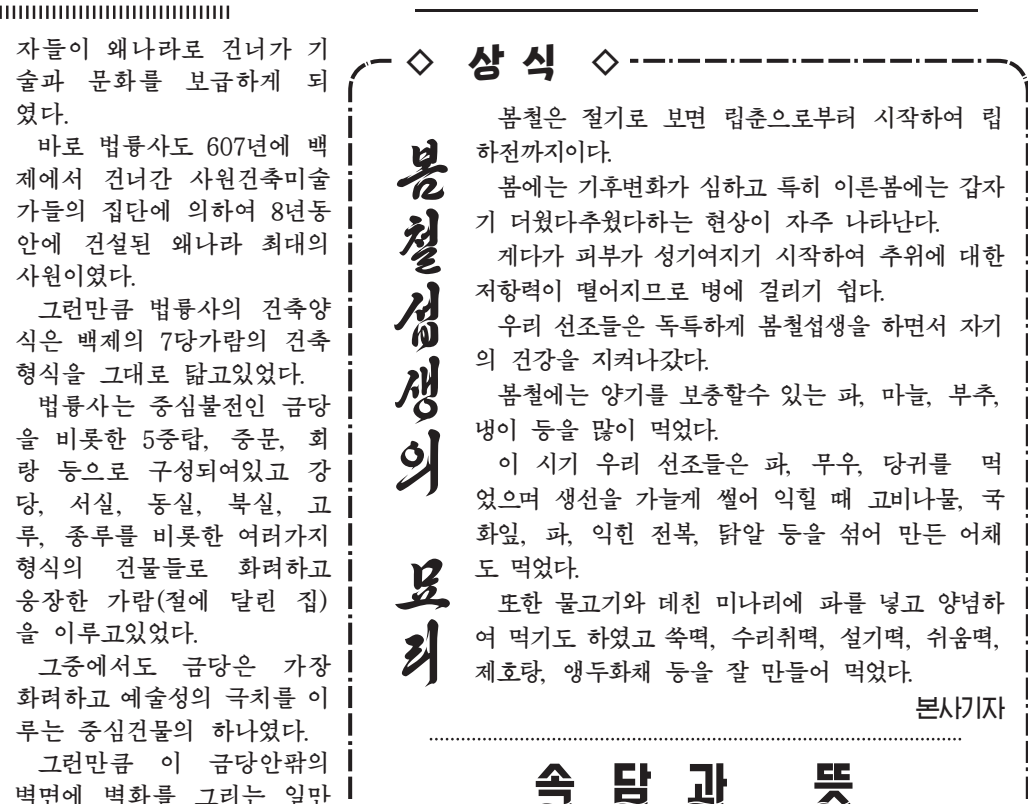 자들이 왜나라로 건너가 기
술과 문화를 보급하게 되
였다.
바로 법륭사도 607년에 백
제에서 건너간 사원건축미술
가들의 집단에 의하여 8년동
안에 건설된 왜나라 최대의
사원이였다.
그런만큼 법륭사의 건축양
식은 백제의 7당가람의 건축
형식을 그대로 닮고있었다.
법륭사는 중심불전인 금당
을 비롯한 5중탑, 중문, 회
랑 등으로 구성되여있고 강
당, 서실, 동실, 북실, 고
루, 종루를 비롯한 여러가지
형식의 건물들로 화려하고
웅장한 가람(절에 달린 집)
을 이루고있었다.
그중에서도 금당은 가장
화려하고 예술성의 극치를 이
루는 중심건물의 하나였다.
그런만큼 이 금당안팎의
벽면에 벽화를 그리는 일만
◇ 상식 ◇
봄철섭생의 묘리
봄철은 절기로 보면 립춘으로부터 시작하여 립
하전까지이다.
봄에는 기후변화가 심하고 특히 이른봄에는 갑자
기 더웠다추웠다하는 현상이 자주 나타난다.
게다가 피부가 성기여지기 시작하여 추위에 대한
저항력이 떨어지므로 병에 걸리기 쉽다.
우리 선조들은 독특하게 봄철섭생을 하면서 자기
의 건강을 지켜나갔다.
봄철에는 양기를 보충할수 있는 파, 마늘, 부추,
냉이 등을 많이 먹었다.
이 시기 우리 선조들은 파, 무우, 당귀를 먹
었으며 생선을 가늘게 썰어 익힐 때 고비나물, 국
화잎, 파, 익힌 전복, 닭알 등을 섞어 만든 어채
도 먹었다.
또한 물고기와 데친 미나리에 파를 넣고 양념하
여 먹기도 하였고 쑥떡, 수리취떡, 설기떡, 쉬움떡,
제호탕, 앵두화채 등을 잘 만들어 먹었다.
본사기자
속담과 뜻